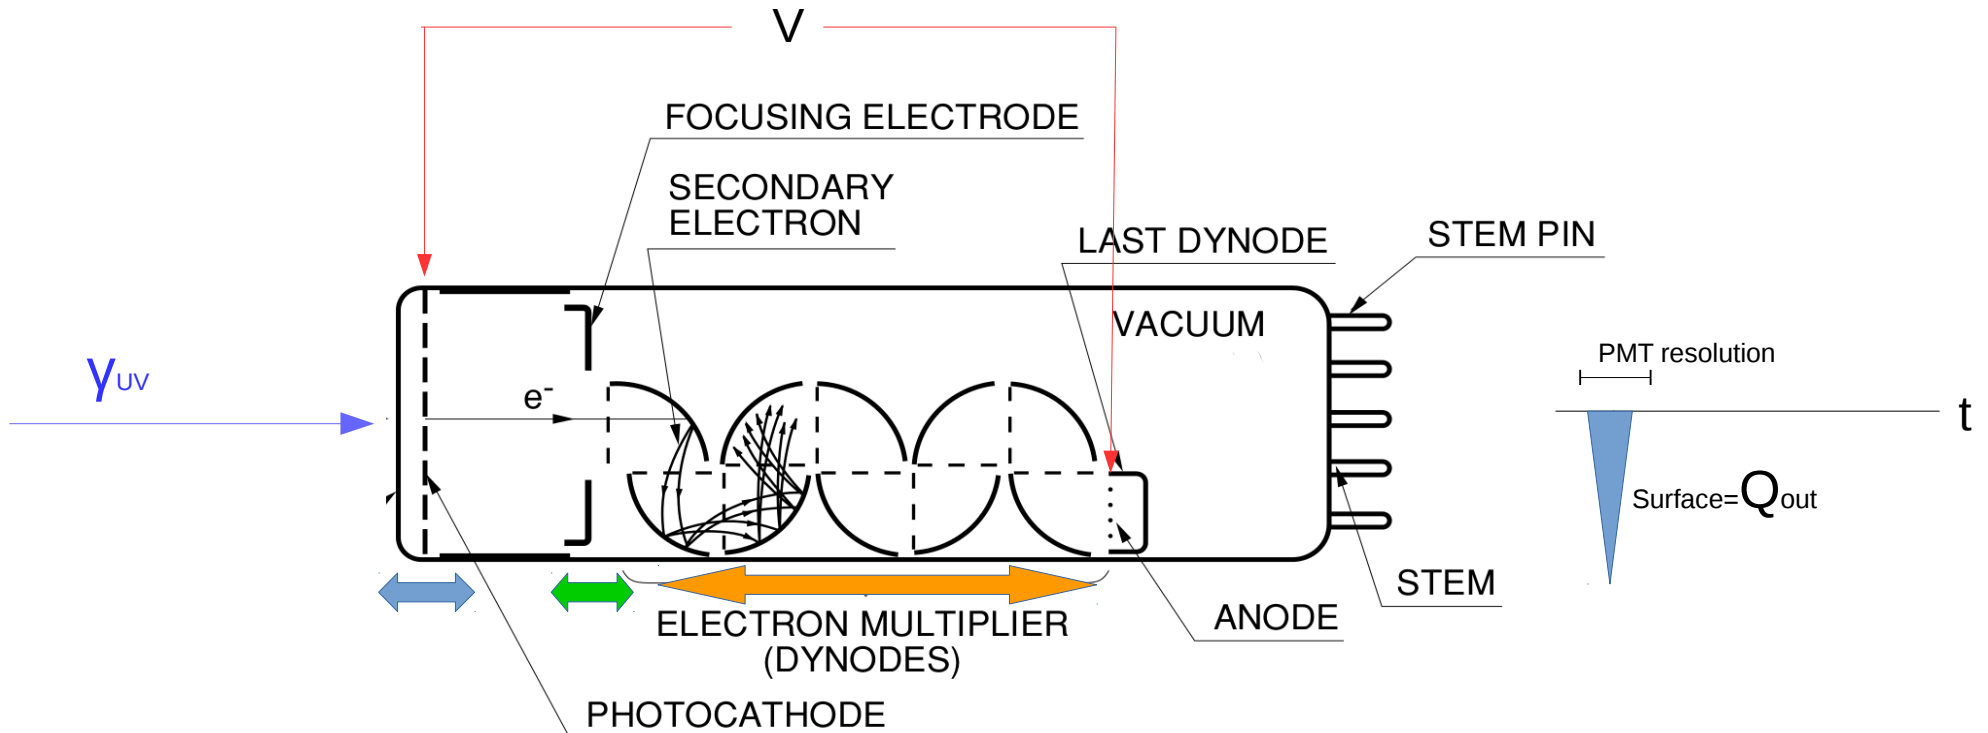 V
FOCUSING ELECTRODE
SECONDARY
ELECTRON
LAST DYNODE
STEM PIN
VACUUM
γUV
e-
PMT resolution
t
Surface=Qout
STEM
ANODE
ELECTRON MULTIPLIER
(DYNODES)
PHOTOCATHODE